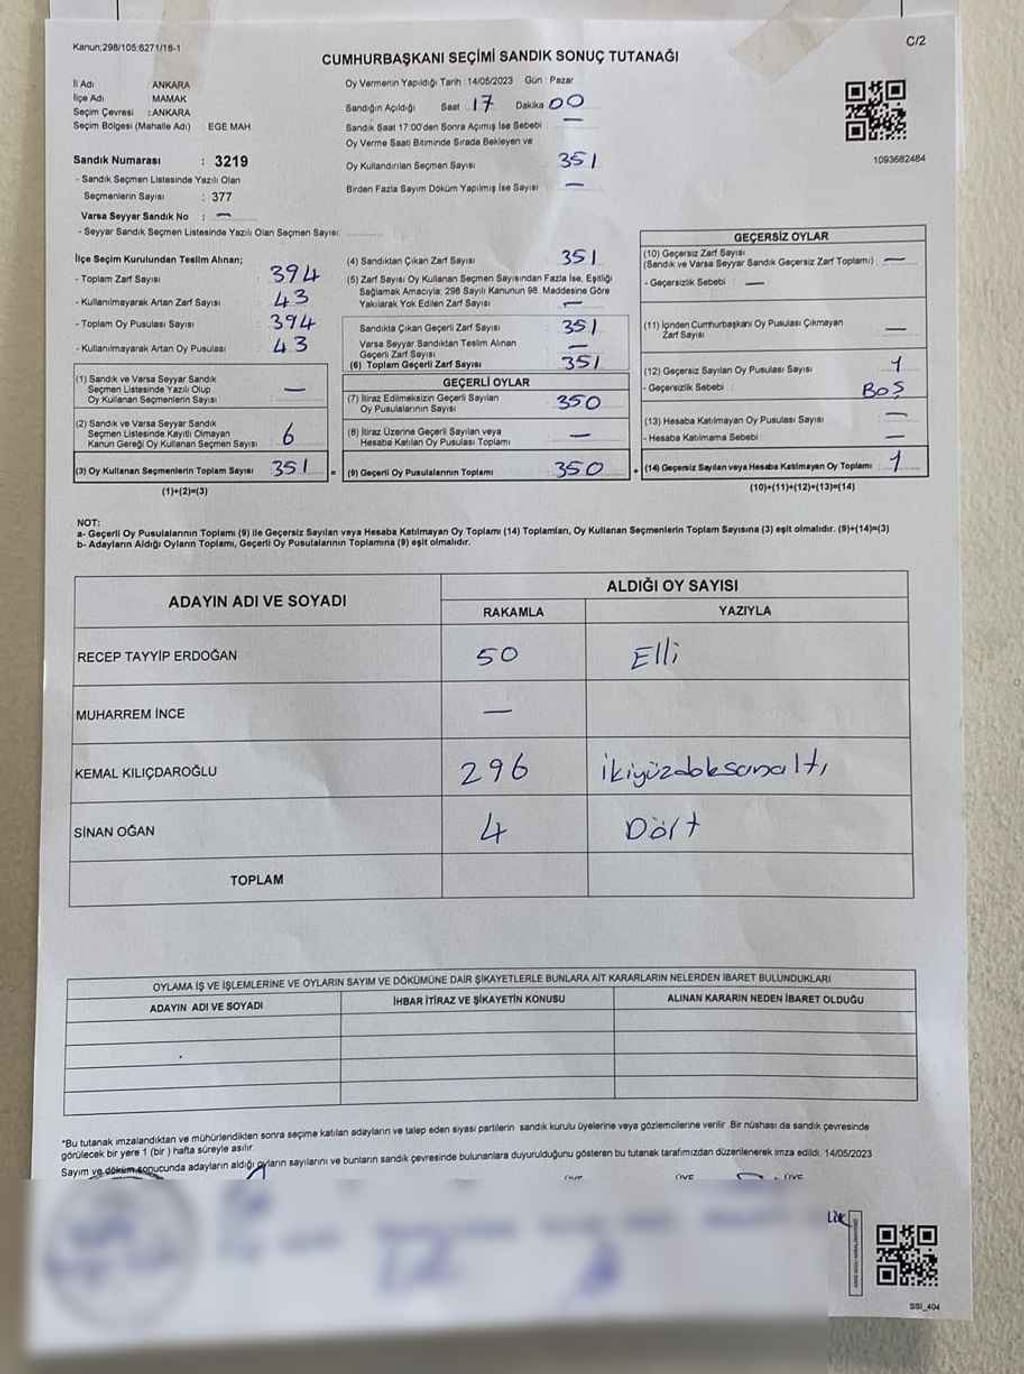 Kanun;298/105;6271/18-1
C/2
CUMHURBAŞKANI SEÇİMİ SANDIK SONUÇ TUTANAĞI
İl Adı ANKARA
İlçe Adı MAMAK
Seçim Çevresi :ANKARA
Seçim Bölgesi (Mahalle Adı) EGE MAH
Sandık Numarası : 3219
- Sandık Seçmen Listesinde Yazılı Olan
Seçmenlerin Sayısı : 377
Varsa Seyyar Sandık No : —
- Seyyar Sandık Seçmen Listesinde Yazılı Olan Seçmen Sayısı:
Oy Vermenin Yapıldığı Tarih :14/05/2023 Gün : Pazar
Sandığın Açıldığı Saat 17 Dakika 00
Sandık Saat 17:00'den Sonra Açımış İse Sebebi : —
Oy Verme Saati Bitiminde Sırada Bekleyen ve
Oy Kullandırılan Seçmen Sayısı 351
Birden Fazla Sayım Döküm Yapılmış İse Sayısı —
1093682484
İlçe Seçim Kurulundan Teslim Alınan;
- Toplam Zarf Sayısı : 394
- Kullanılmayarak Artan Zarf Sayısı : 43
- Toplam Oy Pusulası Sayısı : 394
- Kullanılmayarak Artan Oy Pusulası : 43
(1) Sandık ve Varsa Seyyar Sandık
Seçmen Listesinde Yazılı Olup
Oy Kullanan Seçmenlerin Sayısı —
(2) Sandık ve Varsa Seyyar Sandık
Seçmen Listesinde Kayıtlı Olmayan
Kanun Gereği Oy Kullanan Seçmen Sayısı 6
(3) Oy Kullanan Seçmenlerin Toplam Sayısı 351
(1)+(2)=(3)
(4) Sandıktan Çıkan Zarf Sayısı 351
(5) Zarf Sayısı Oy Kullanan Seçmen Sayısından Fazla İse, Eşitliği
Sağlamak Amacıyla; 298 Sayılı Kanunun 98. Maddesine Göre
Yakılarak Yok Edilen Zarf Sayısı —
Sandıkta Çıkan Geçerli Zarf Sayısı 351
Varsa Seyyar Sandıktan Teslim Alınan
Geçerli Zarf Sayısı —
(6) Toplam Geçerli Zarf Sayısı 351
GEÇERLİ OYLAR
(7) İtiraz Edilmeksizin Geçerli Sayılan
Oy Pusulalarının Sayısı 350
(8) İtiraz Üzerine Geçerli Sayılan veya
Hesaba Katılan Oy Pusulası Toplamı —
= (9) Geçerli Oy Pusulalarının Toplamı 350
GEÇERSİZ OYLAR
(10) Geçersiz Zarf Sayısı
(Sandık ve Varsa Seyyar Sandık Geçersiz Zarf Toplamı) —
- Geçersizlik Sebebi : —
(11) İçinden Cumhurbaşkanı Oy Pusulası Çıkmayan
Zarf Sayısı —
(12) Geçersiz Sayılan Oy Pusulası Sayısı 1
- Geçersizlik Sebebi : BOŞ
(13) Hesaba Katılmayan Oy Pusulası Sayısı —
- Hesaba Katılmama Sebebi —
+ (14) Geçersiz Sayılan veya Hesaba Katılmayan Oy Toplamı 1
(10)+(11)+(12)+(13)=(14)
NOT:
a- Geçerli Oy Pusulalarının Toplamı (9) ile Geçersiz Sayılan veya Hesaba Katılmayan Oy Toplamı (14) Toplamları, Oy Kullanan Seçmenlerin Toplam Sayısına (3) eşit olmalıdır. (9)+(14)=(3)
b- Adayların Aldığı Oyların Toplamı, Geçerli Oy Pusulalarının Toplamına (9) eşit olmalıdır.
ADAYIN ADI VE SOYADI
ALDIĞI OY SAYISI
RAKAMLA YAZIYLA
RECEP TAYYİP ERDOĞAN 50 Elli
MUHARREM İNCE —
KEMAL KILIÇDAROĞLU 296 ikiyüzdoksanaltı
SİNAN OĞAN 4 Dört
TOPLAM
OYLAMA İŞ VE İŞLEMLERİNE VE OYLARIN SAYIM VE DÖKÜMÜNE DAİR ŞİKAYETLERLE BUNLARA AİT KARARLARIN NELERDEN İBARET BULUNDUKLARI
ADAYIN ADI VE SOYADI İHBAR İTİRAZ VE ŞİKAYETİN KONUSU ALINAN KARARIN NEDEN İBARET OLDUĞU
*Bu tutanak imzalandıktan ve mühürlendikten sonra seçime katılan adayların ve talep eden siyasi partilerin sandık kurulu üyelerine veya gözlemcilerine verilir. Bir nüshası da sandık çevresinde
görülecek bir yere 1 (bir) hafta süreyle asılır.
Sayım ve döküm sonucunda adayların aldığı oyların sayılarını ve bunların sandık çevresinde bulunanlara duyurulduğunu gösteren bu tutanak tarafımızdan düzenlenerek imza edildi. 14/05/2023
ÜYE ÜYE ÜYE
SSI_404